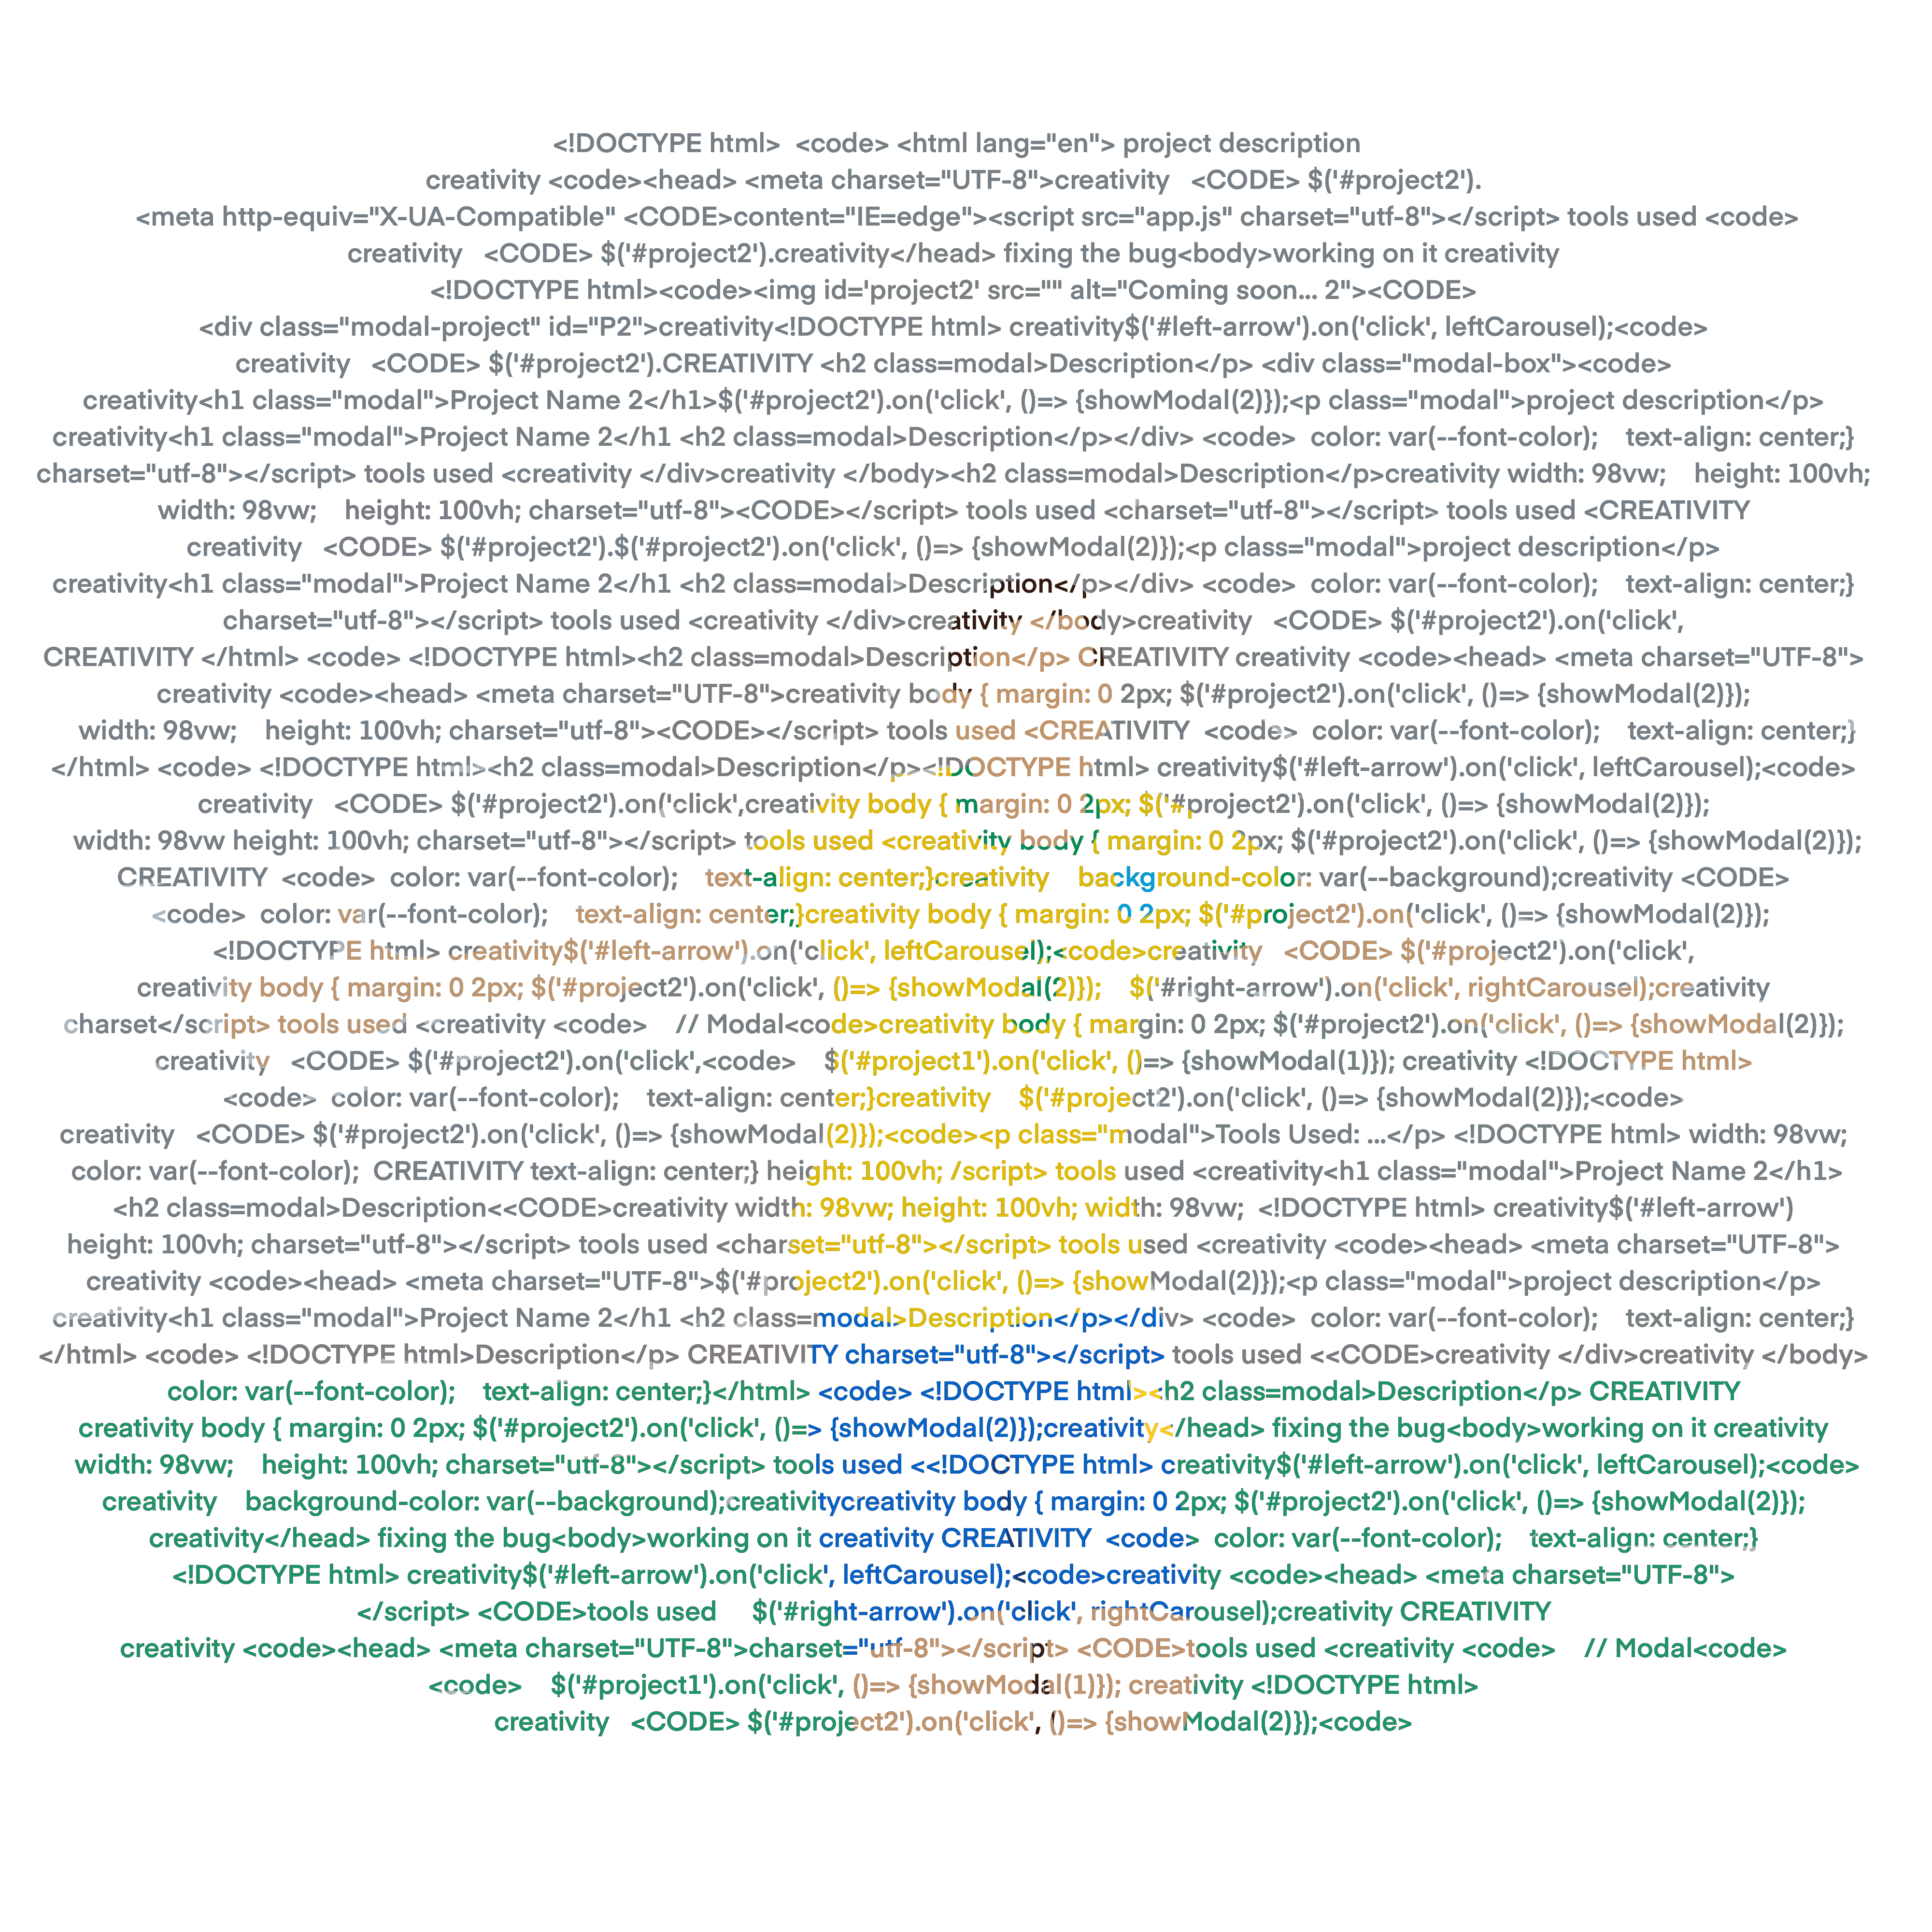 <!DOCTYPE html>  <code> <html lang="en"> project description
creativity <code><head> <meta charset="UTF-8">creativity   <CODE> $('#project2').
<meta http-equiv="X-UA-Compatible" <CODE>content="IE=edge"><script src="app.js" charset="utf-8"></script> tools used <code>
creativity   <CODE> $('#project2').creativity</head> fixing the bug<body>working on it creativity
<!DOCTYPE html><code><img id='project2' src="" alt="Coming soon... 2"><CODE>
<div class="modal-project" id="P2">creativity<!DOCTYPE html> creativity$('#left-arrow').on('click', leftCarousel);<code>
creativity   <CODE> $('#project2').CREATIVITY <h2 class=modal>Description</p> <div class="modal-box"><code>
creativity<h1 class="modal">Project Name 2</h1>$('#project2').on('click', ()=> {showModal(2)});<p class="modal">project description</p>
creativity<h1 class="modal">Project Name 2</h1 <h2 class=modal>Description</p></div> <code>  color: var(--font-color);    text-align: center;}
charset="utf-8"></script> tools used <creativity </div>creativity </body><h2 class=modal>Description</p>creativity width: 98vw;    height: 100vh;
width: 98vw;    height: 100vh; charset="utf-8"><CODE></script> tools used <charset="utf-8"></script> tools used <CREATIVITY
creativity   <CODE> $('#project2').$('#project2').on('click', ()=> {showModal(2)});<p class="modal">project description</p>
creativity<h1 class="modal">Project Name 2</h1 <h2 class=modal>Description</p></div> <code>  color: var(--font-color);    text-align: center;}
charset="utf-8"></script> tools used <creativity </div>creativity </body>creativity   <CODE> $('#project2').on('click',
CREATIVITY </html> <code> <!DOCTYPE html><h2 class=modal>Description</p> CREATIVITY creativity <code><head> <meta charset="UTF-8">
creativity <code><head> <meta charset="UTF-8">creativity body { margin: 0 2px; $('#project2').on('click', ()=> {showModal(2)});
width: 98vw;    height: 100vh; charset="utf-8"><CODE></script> tools used <CREATIVITY  <code>  color: var(--font-color);    text-align: center;}
</html> <code> <!DOCTYPE html><h2 class=modal>Description</p><!DOCTYPE html> creativity$('#left-arrow').on('click', leftCarousel);<code>
creativity   <CODE> $('#project2').on('click',creativity body { margin: 0 2px; $('#project2').on('click', ()=> {showModal(2)});
width: 98vw height: 100vh; charset="utf-8"></script> tools used <creativity body { margin: 0 2px; $('#project2').on('click', ()=> {showModal(2)});
CREATIVITY  <code>  color: var(--font-color);    text-align: center;}creativity    background-color: var(--background);creativity <CODE>
<code>  color: var(--font-color);    text-align: center;}creativity body { margin: 0 2px; $('#project2').on('click', ()=> {showModal(2)});
<!DOCTYPE html> creativity$('#left-arrow').on('click', leftCarousel);<code>creativity   <CODE> $('#project2').on('click',
creativity body { margin: 0 2px; $('#project2').on('click', ()=> {showModal(2)});    $('#right-arrow').on('click', rightCarousel);creativity
charset</script> tools used <creativity <code>    // Modal<code>creativity body { margin: 0 2px; $('#project2').on('click', ()=> {showModal(2)});
creativity   <CODE> $('#project2').on('click',<code>    $('#project1').on('click', ()=> {showModal(1)}); creativity <!DOCTYPE html>
<code>  color: var(--font-color);    text-align: center;}creativity    $('#project2').on('click', ()=> {showModal(2)});<code>
creativity   <CODE> $('#project2').on('click', ()=> {showModal(2)});<code><p class="modal">Tools Used: ...</p> <!DOCTYPE html> width: 98vw;
color: var(--font-color);  CREATIVITY text-align: center;} height: 100vh; /script> tools used <creativity<h1 class="modal">Project Name 2</h1>
<h2 class=modal>Description<<CODE>creativity width: 98vw; height: 100vh; width: 98vw;  <!DOCTYPE html> creativity$('#left-arrow')
height: 100vh; charset="utf-8"></script> tools used <charset="utf-8"></script> tools used <creativity <code><head> <meta charset="UTF-8">
creativity <code><head> <meta charset="UTF-8">$('#project2').on('click', ()=> {showModal(2)});<p class="modal">project description</p>
creativity<h1 class="modal">Project Name 2</h1 <h2 class=modal>Description</p></div> <code>  color: var(--font-color);    text-align: center;}
</html> <code> <!DOCTYPE html>Description</p> CREATIVITY charset="utf-8"></script> tools used <<CODE>creativity </div>creativity </body>
color: var(--font-color);    text-align: center;}</html> <code> <!DOCTYPE html><h2 class=modal>Description</p> CREATIVITY
creativity body { margin: 0 2px; $('#project2').on('click', ()=> {showModal(2)});creativity</head> fixing the bug<body>working on it creativity
width: 98vw;    height: 100vh; charset="utf-8"></script> tools used <<!DOCTYPE html> creativity$('#left-arrow').on('click', leftCarousel);<code>
creativity    background-color: var(--background);creativitycreativity body { margin: 0 2px; $('#project2').on('click', ()=> {showModal(2)});
creativity</head> fixing the bug<body>working on it creativity CREATIVITY  <code>  color: var(--font-color);    text-align: center;}
<!DOCTYPE html> creativity$('#left-arrow').on('click', leftCarousel);<code>creativity <code><head> <meta charset="UTF-8">
</script> <CODE>tools used     $('#right-arrow').on('click', rightCarousel);creativity CREATIVITY
creativity <code><head> <meta charset="UTF-8">charset="utf-8"></script> <CODE>tools used <creativity <code>    // Modal<code>
<code>    $('#project1').on('click', ()=> {showModal(1)}); creativity <!DOCTYPE html>
creativity   <CODE> $('#project2').on('click', ()=> {showModal(2)});<code>